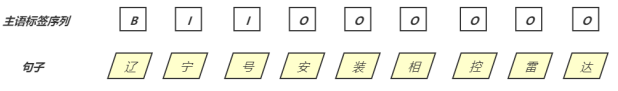 主语标签序列 B I I O O O O O O
句子 辽 宁 号 安 装 相 控 雷 达